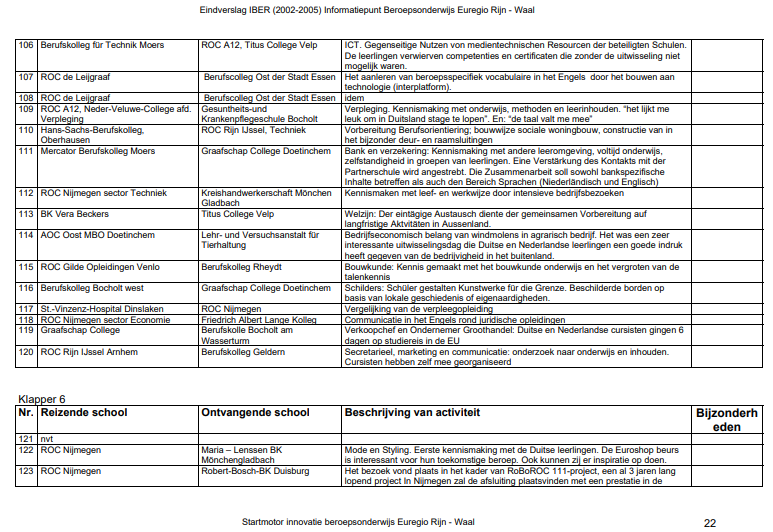 Eindverslag IBER (2002-2005) Informatiepunt Beroepsonderwijs Euregio Rijn - Waal
106 Berufskolleg für Technik Moers ROC A12, Titus College Velp ICT. Gegenseitige Nutzen von medientechnischen Resourcen der beteiligten Schulen.
De leerlingen verwierven competenties en certificaten die zonder de uitwisseling niet
mogelijk waren.
107 ROC de Leijgraaf Berufscolleg Ost der Stadt Essen Het aanleren van beroepsspecifiek vocabulaire in het Engels door het bouwen aan
technologie (interplatform).
108 ROC de Leijgraaf Berufscolleg Ost der Stadt Essen idem
109 ROC A12, Neder-Veluwe-College afd. Gesundheits-und Verpleging. Kennismaking met onderwijs, methoden en leerinhouden. “het lijkt me
Verpleging Krankenpflegeschule Bocholt leuk om in Duitsland stage te lopen”. En: “de taal valt me mee”
110 Hans-Sachs-Berufskolleg, ROC Rijn IJssel, Techniek Vorbereitung Berufsorientiering; bouwwijze sociale woningbouw, constructie van in
Oberhausen het bijzonder deur- en raamsluitingen
111 Mercator Berufskolleg Moers Graafschap College Doetinchem Bank en verzekering: Kennismaking met andere leeromgeving, voltijd onderwijs,
zelfstandigheid in groepen van leerlingen. Eine Verstärkung des Kontakts mit der
Partnerschule wird angestrebt. Die Zusammenarbeit soll sowohl bankspezifische
Inhalte betreffen als auch den Bereich Sprachen (Niederländisch und Englisch)
112 ROC Nijmegen sector Techniek Kreishandwerkerschaft Mönchen Kennismaken met leef- en werkwijze door intensieve bedrijfsbezoeken
Gladbach
113 BK Vera Beckers Titus College Velp Welzijn: Der eintägige Austausch diente der gemeinsamen Vorbereitung auf
langfristige Aktvitäten in Aussenland.
114 AOC Oost MBO Doetinchem Lehr- und Versuchsanstalt für Bedrijfseconomisch belang van windmolens in agrarisch bedrijf. Het was een zeer
Tierhaltung interessante uitwisselingsdag die Duitse en Nederlandse leerlingen een goede indruk
heeft gegeven van de bedrijvigheid in het buitenland.
115 ROC Gilde Opleidingen Venlo Berufskolleg Rheydt Bouwkunde: Kennis gemaakt met het bouwkunde onderwijs en het vergroten van de
talenkennis
116 Berufskolleg Bocholt west Graafschap College Doetinchem Schilders: Schüler gestalten Kunstwerke für die Grenze. Beschilderde borden op
basis van lokale geschiedenis of eigenaardigheden.
117 St.-Vinzenz-Hospital Dinslaken ROC Nijmegen Vergelijking van de verpleegopleiding
118 ROC Nijmegen sector Economie Friedrich Albert Lange Kolleg Communicatie in het Engels rond juridische opleidingen
119 Graafschap College Berufskolle Bocholt am Verkoopchef en Ondernemer Groothandel: Duitse en Nederlandse cursisten gingen 6
Wasserturm dagen op studiereis in de EU
120 ROC Rijn IJssel Arnhem Berufskolleg Geldern Secretarieel, marketing en communicatie: onderzoek naar onderwijs en inhouden.
Cursisten hebben zelf mee georganiseerd
Klapper 6
Nr. Reizende school Ontvangende school Beschrijving van activiteit Bijzonderh
eden
121 nvt
122 ROC Nijmegen Maria – Lenssen BK Mode en Styling. Eerste kennismaking met de Duitse leerlingen. De Euroshop beurs
Mönchengladbach is interessant voor hun toekomstige beroep. Ook kunnen zij er inspiratie op doen.
123 ROC Nijmegen Robert-Bosch-BK Duisburg Het bezoek vond plaats in het kader van RoBoROC 111-project, een al 3 jaren lang
lopend project In Nijmegen zal de afsluiting plaatsvinden met een prestatie in de
Startmotor innovatie beroepsonderwijs Euregio Rijn - Waal
22